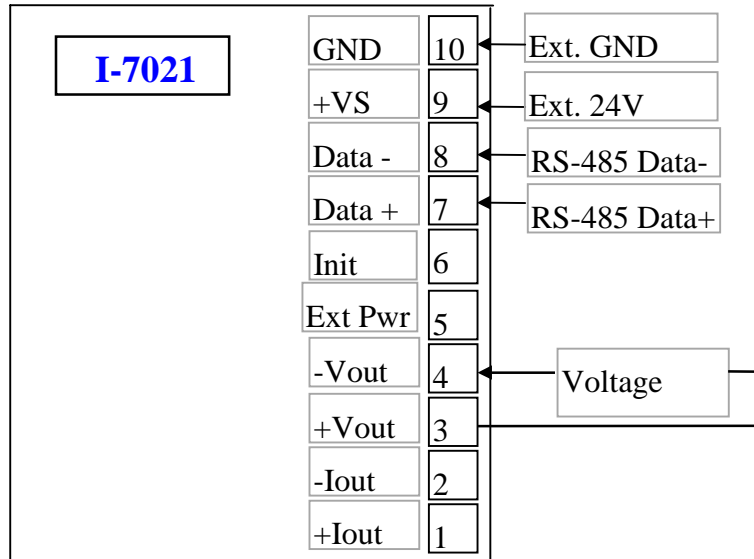 I-7021
GND 10 Ext. GND
+VS 9 Ext. 24V
Data - 8 RS-485 Data-
Data + 7 RS-485 Data+
Init 6
Ext Pwr 5
-Vout 4 Voltage
+Vout 3
-Iout 2
+Iout 1